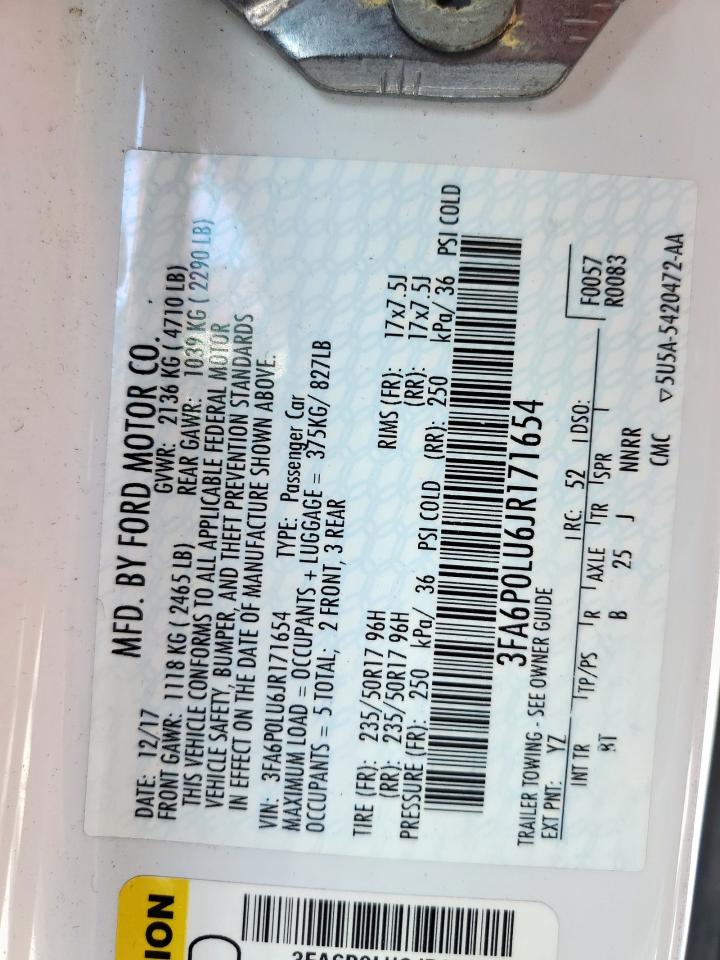 MFD. BY FORD MOTOR CO.
DATE: 12/17 GVWR: 2136 KG ( 4710 LB)
FRONT GAWR: 1118 KG ( 2465 LB) REAR GAWR: 1039 KG ( 2290 LB)
THIS VEHICLE CONFORMS TO ALL APPLICABLE FEDERAL MOTOR
VEHICLE SAFETY, BUMPER, AND THEFT PREVENTION STANDARDS
IN EFFECT ON THE DATE OF MANUFACTURE SHOWN ABOVE.
VIN: 3FA6P0LU6JR171654 TYPE: Passenger Car
MAXIMUM LOAD = OCCUPANTS + LUGGAGE = 375KG/ 827LB
OCCUPANTS = 5 TOTAL; 2 FRONT, 3 REAR
TIRE (FR): 235/50R17 96H RIMS (FR): 17x7.5J
(RR): 235/50R17 96H (RR): 17x7.5J
PRESSURE (FR): 250 kPa/ 36 PSI COLD (RR): 250 kPa/ 36 PSI COLD
3FA6P0LU6JR171654
TRAILER TOWING - SEE OWNER GUIDE
EXT PNT: YZ RC: 52 DSO: F0057
R0083
INT TR TP/PS R AXLE TR SPR
B 25 J NNRR
CMC ▽5U5A-5420472-AA
ION